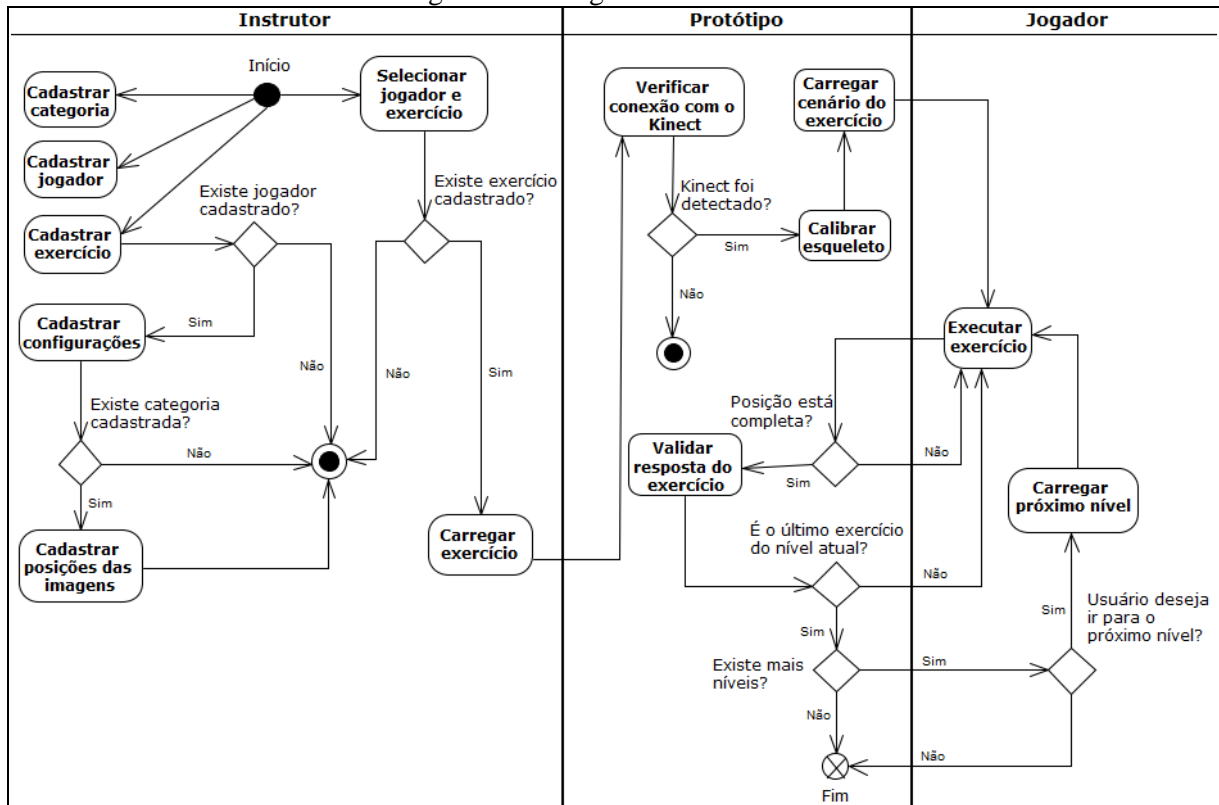 Instrutor
Protótipo
Jogador
Início
Cadastrar
categoria
Selecionar
jogador e
exercício
Cadastrar
jogador
Existe jogador
cadastrado?
Existe exercício
cadastrado?
Cadastrar
exercício
Sim
Cadastrar
configurações
Não
Não
Sim
Existe categoria
cadastrada?
Não
Sim
Cadastrar
posições das
imagens
Carregar
exercício
Verificar
conexão com o
Kinect
Carregar
cenário do
exercício
Kinect foi
detectado?
Sim
Calibrar
esqueleto
Não
Executar
exercício
Posição está
completa?
Validar
resposta do
exercício
Sim
Não
Carregar
próximo nível
É o último exercício
do nível atual?
Não
Sim
Sim
Usuário deseja
ir para o
próximo nível?
Existe mais
níveis?
Sim
Não
Não
Fim